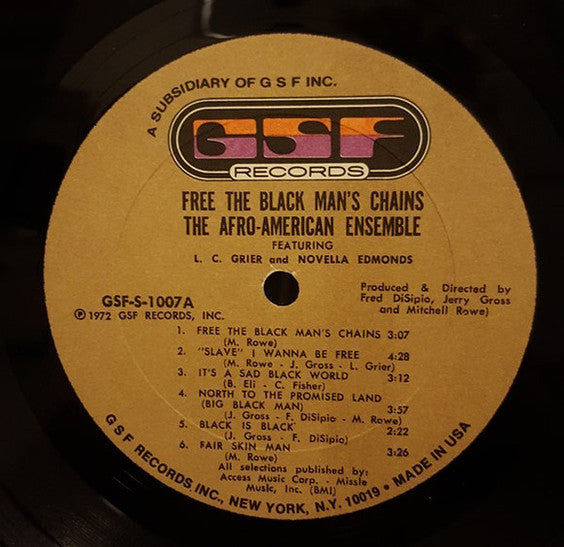 A SUBSIDIARY OF G S F INC.
GSF
RECORDS
FREE THE BLACK MAN'S CHAINS
THE AFRO-AMERICAN ENSEMBLE
FEATURING
L. C. GRIER and NOVELLA EDMONDS
Produced & Directed by
Fred DiSipio, Jerry Gross
and Mitchell Rowe)
GSF-S-1007A
℗ 1972 GSF RECORDS, INC.
1. FREE THE BLACK MAN'S CHAINS 3:07
(M. Rowe)
2. "SLAVE" I WANNA BE FREE 4:28
(M. Rowe - J. Gross - L. Grier)
3. IT'S A SAD BLACK WORLD 3:12
(B. Eli - C. Fisher)
4. NORTH TO THE PROMISED LAND
(BIG BLACK MAN) 3:57
(J. Gross - F. DiSipio - M. Rowe)
5. BLACK IS BLACK 2:22
(J. Gross - F. DiSipio)
6. FAIR SKIN MAN 3:26
(M. Rowe)
All selections published by:
Access Music Corp. - Missle
Music, Inc. (BMI)
G S F RECORDS INC., NEW YORK, N.Y. 10019 • MADE IN USA